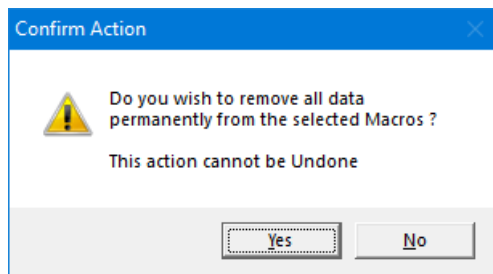 Confirm Action
Do you wish to remove all data
permanently from the selected Macros ?
This action cannot be Undone
Yes
No